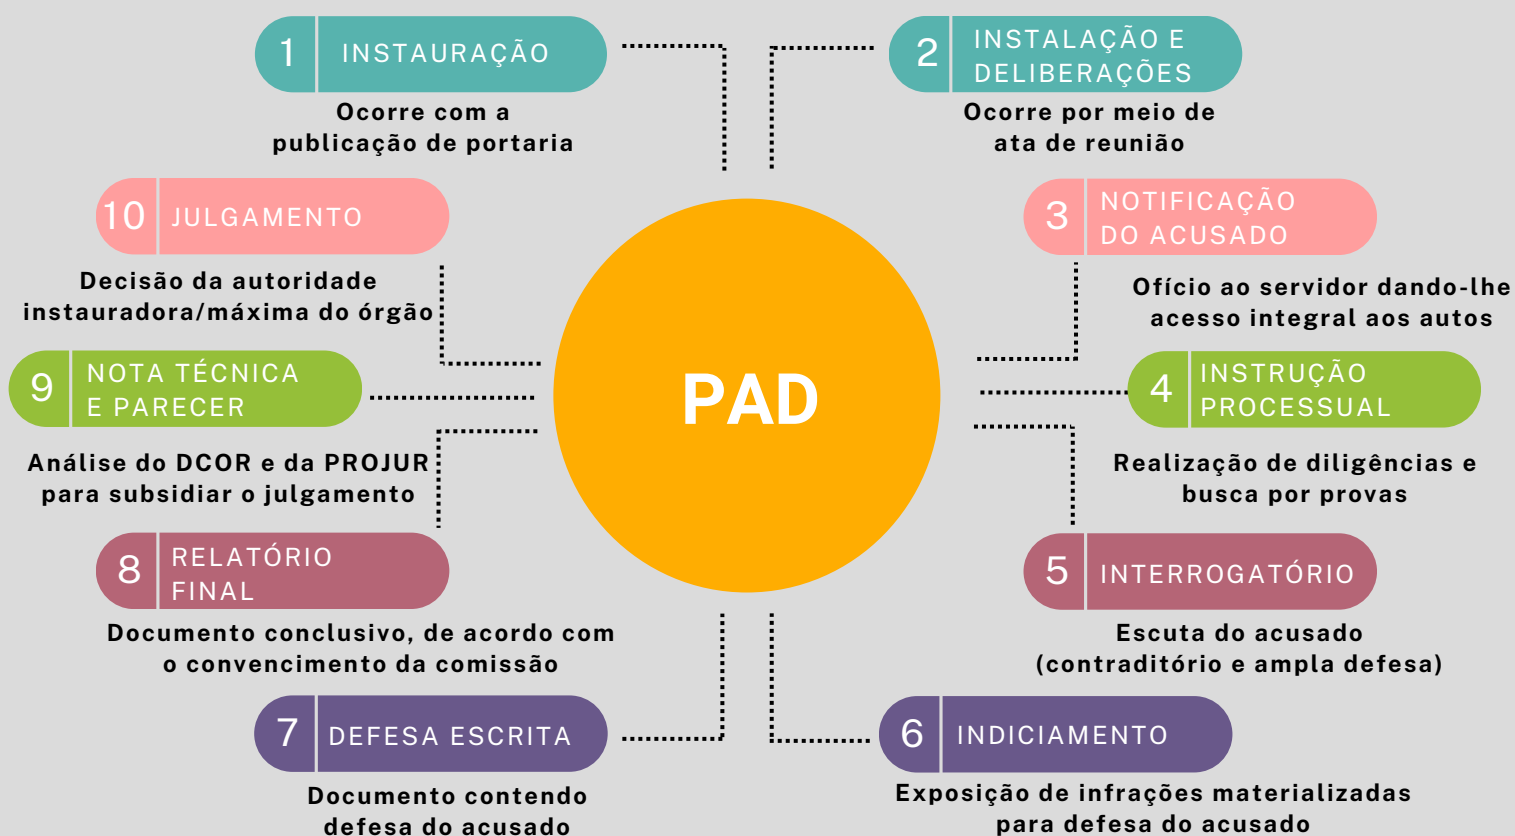 1 INSTAURAÇÃO
Ocorre com a
publicação de portaria
2 INSTALAÇÃO E
DELIBERAÇÕES
Ocorre por meio de
ata de reunião
3 NOTIFICAÇÃO
DO ACUSADO
Ofício ao servidor dando-lhe
acesso integral aos autos
4 INSTRUÇÃO
PROCESSUAL
Realização de diligências e
busca por provas
5 INTERROGATÓRIO
Escuta do acusado
(contraditório e ampla defesa)
6 INDICIAMENTO
Exposição de infrações materializadas
para defesa do acusado
7 DEFESA ESCRITA
Documento contendo
defesa do acusado
8 RELATÓRIO
FINAL
Documento conclusivo, de acordo com
o convencimento da comissão
9 NOTA TÉCNICA
E PARECER
Análise do DCOR e da PROJUR
para subsidiar o julgamento
10 JULGAMENTO
Decisão da autoridade
instauradora/máxima do órgão
PAD